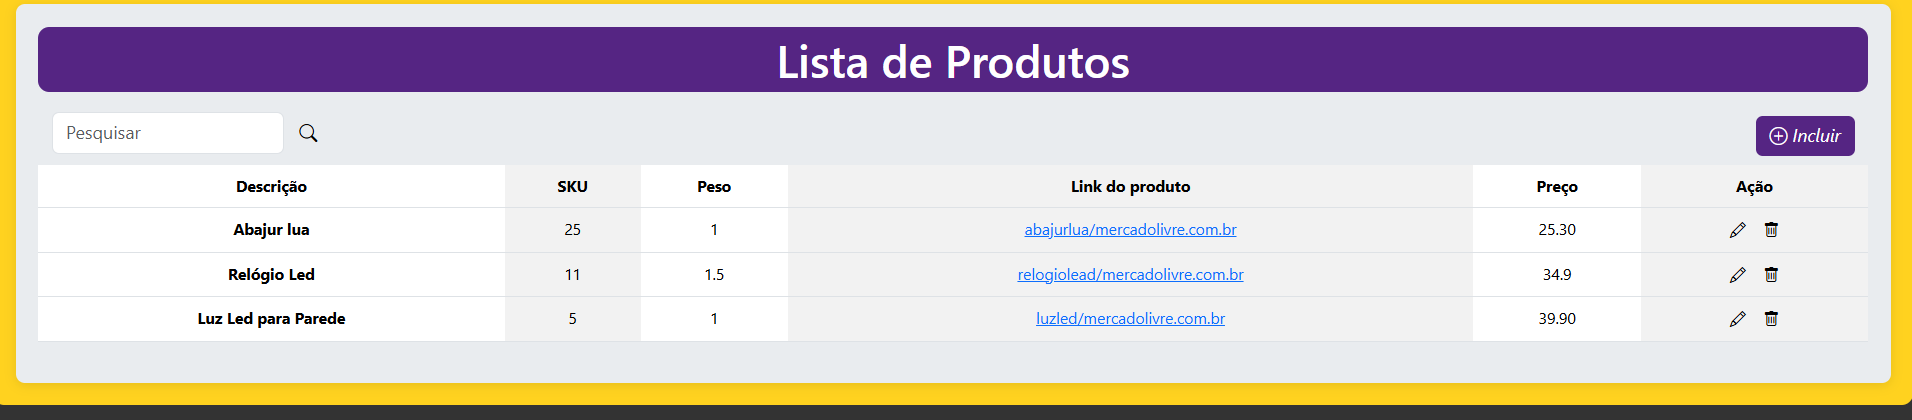 Lista de Produtos
Pesquisar
Incluir
Descrição SKU Peso Link do produto Preço Ação
Abajur lua 25 1 abajurlua/mercadolivre.com.br 25.30
Relógio Led 11 1.5 relogiolead/mercadolivre.com.br 34.9
Luz Led para Parede 5 1 luzled/mercadolivre.com.br 39.90